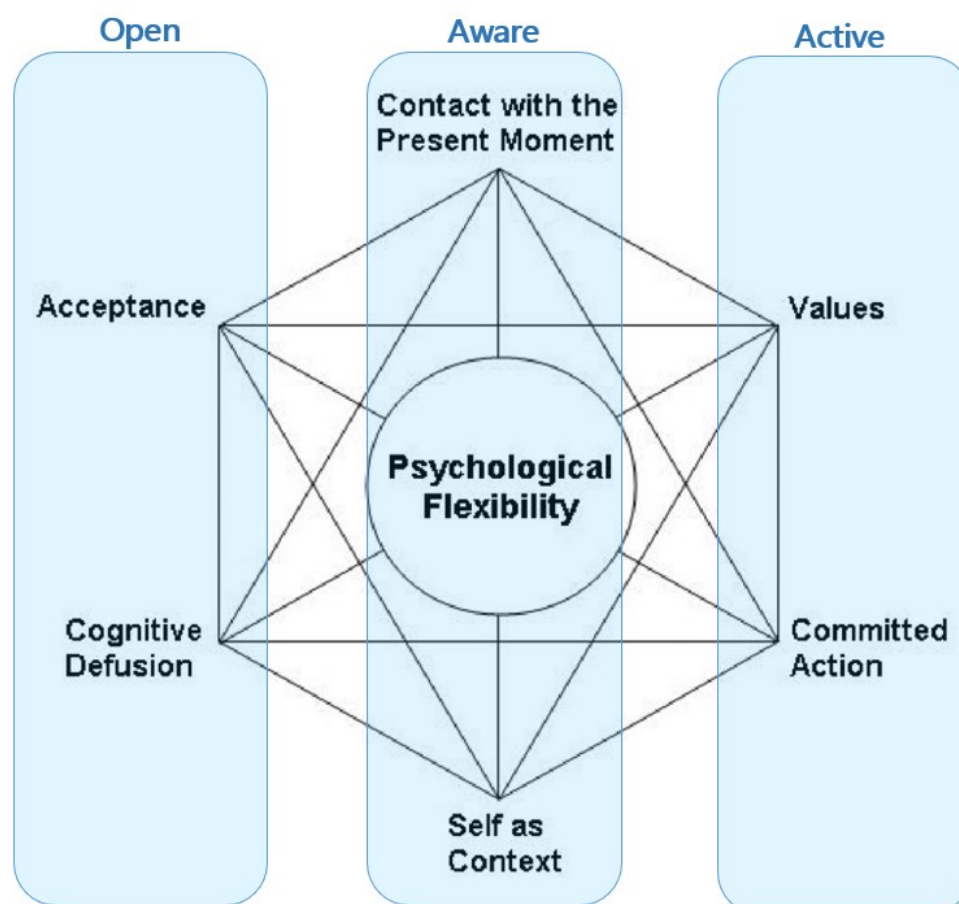 Open
Aware
Active
Contact with the
Present Moment
Acceptance
Values
Psychological
Flexibility
Cognitive
Defusion
Committed
Action
Self as
Context